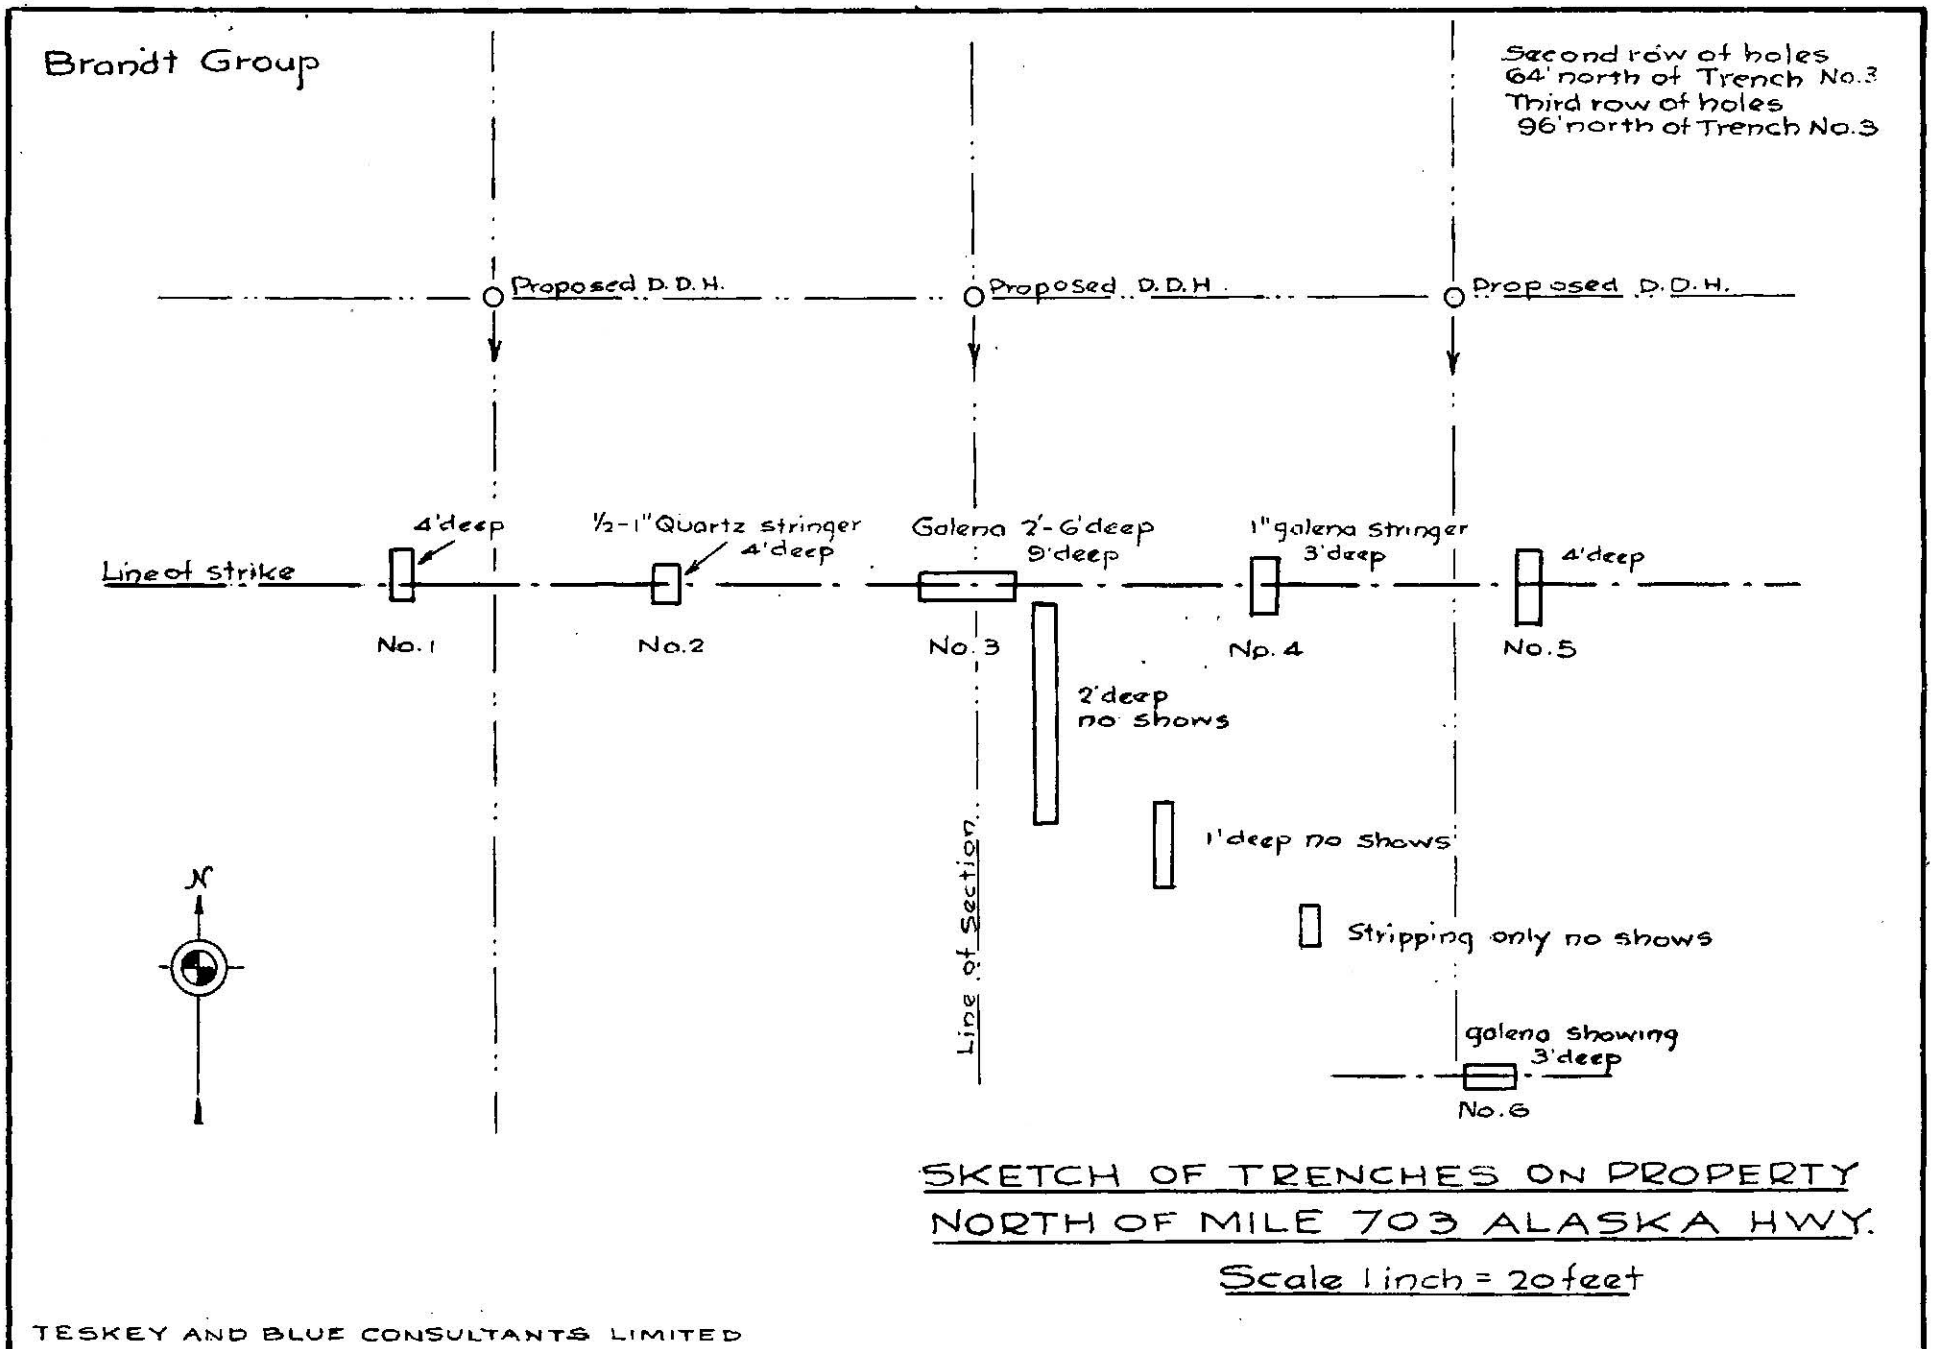 Brandt Group
Second row of holes
64' north of Trench No.3
Third row of holes
96' north of Trench No.3
Proposed D.D.H.
Proposed D.D.H.
Proposed D.D.H.
4' deep
1/2-1" Quartz stringer
4' deep
Galena 2'-6' deep
9' deep
1" galena stringer
3' deep
4' deep
Line of strike
No.1
No.2
No.3
No.4
No.5
2' deep
no shows
1' deep no shows
Line of Section
N
Stripping only no shows
galena showing
3' deep
No.6
SKETCH OF TRENCHES ON PROPERTY
NORTH OF MILE 703 ALASKA HWY.
Scale 1 inch = 20 feet
TESKEY AND BLUE CONSULTANTS LIMITED